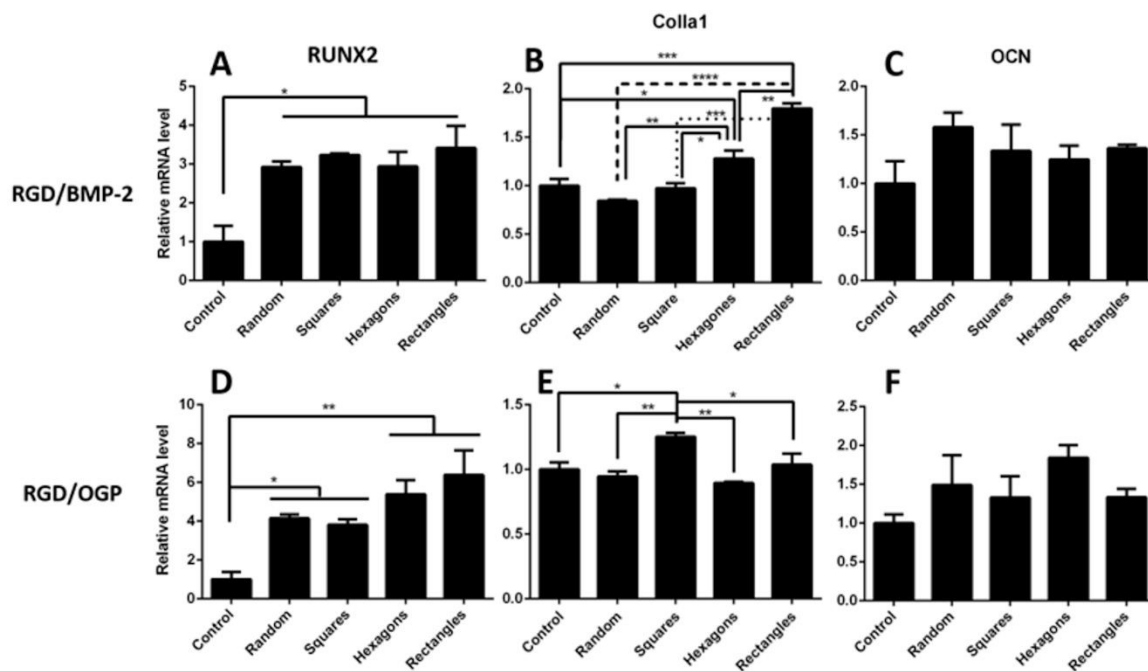 Colla1
A
RUNX2
B
C
OCN
RGD/BMP-2
Relative mRNA level
5
4
3
2
1
0
*
Control
Random
Squares
Hexagons
Rectangles
2.0
1.5
1.0
0.5
0.0
***
****
*
**
**
***
*
Control
Random
Square
Hexagones
Rectangles
2.0
1.5
1.0
0.5
0.0
Control
Random
Squares
Hexagons
Rectangles
D
E
F
RGD/OGP
Relative mRNA level
10
8
6
4
2
0
**
*
Control
Random
Squares
Hexagons
Rectangles
1.5
1.0
0.5
0.0
*
*
**
**
Control
Random
Squares
Hexagons
Rectangles
2.5
2.0
1.5
1.0
0.5
0.0
Control
Random
Squares
Hexagons
Rectangles